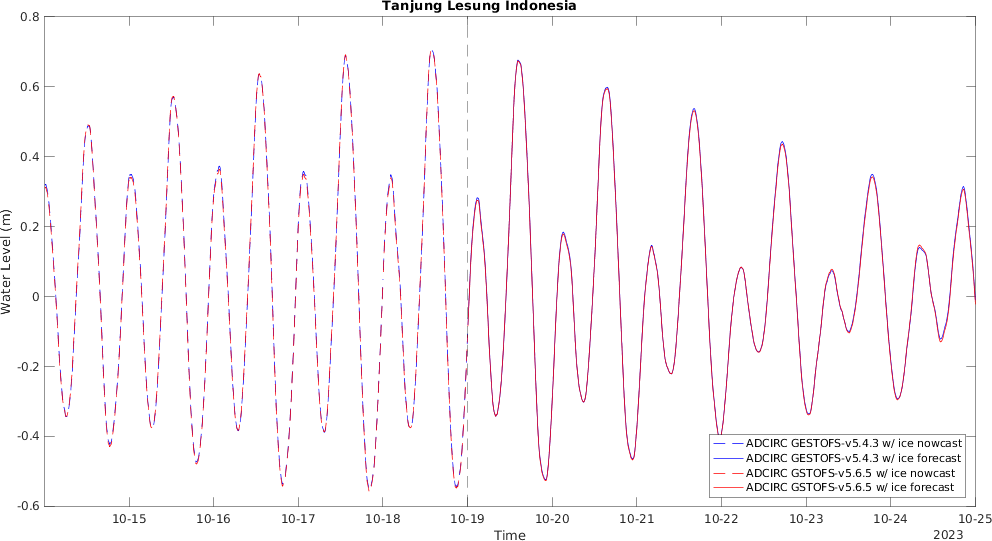 Tanjung Lesung Indonesia
0.8
0.6
0.4
0.2
0
-0.2
-0.4
-0.6
Water Level (m)
ADCIRC GESTOFS-v5.4.3 w/ ice nowcast
ADCIRC GESTOFS-v5.4.3 w/ ice forecast
ADCIRC GSTOFS-v5.6.5 w/ ice nowcast
ADCIRC GSTOFS-v5.6.5 w/ ice forecast
10-15 10-16 10-17 10-18 10-19 10-20 10-21 10-22 10-23 10-24 10-25
Time
2023